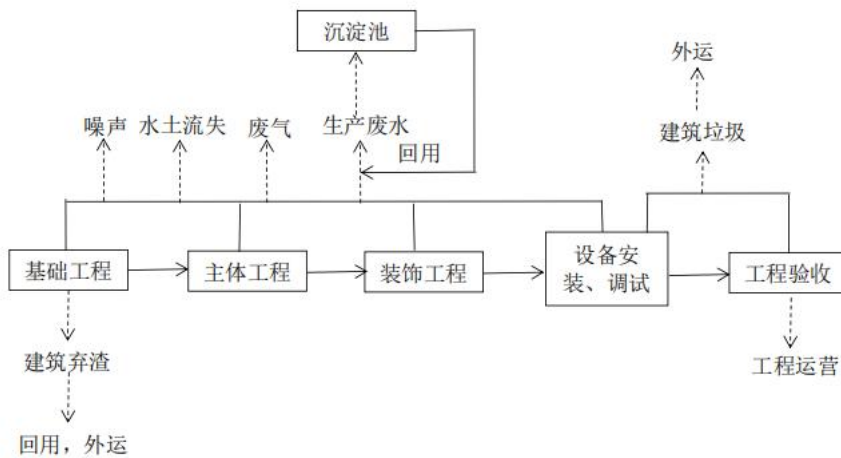 沉淀池
外运
噪声 水土流失 废气 生产废水
建筑垃圾
回用
基础工程 主体工程 装饰工程 设备安
装、调试 工程验收
建筑弃渣
工程运营
回用，外运